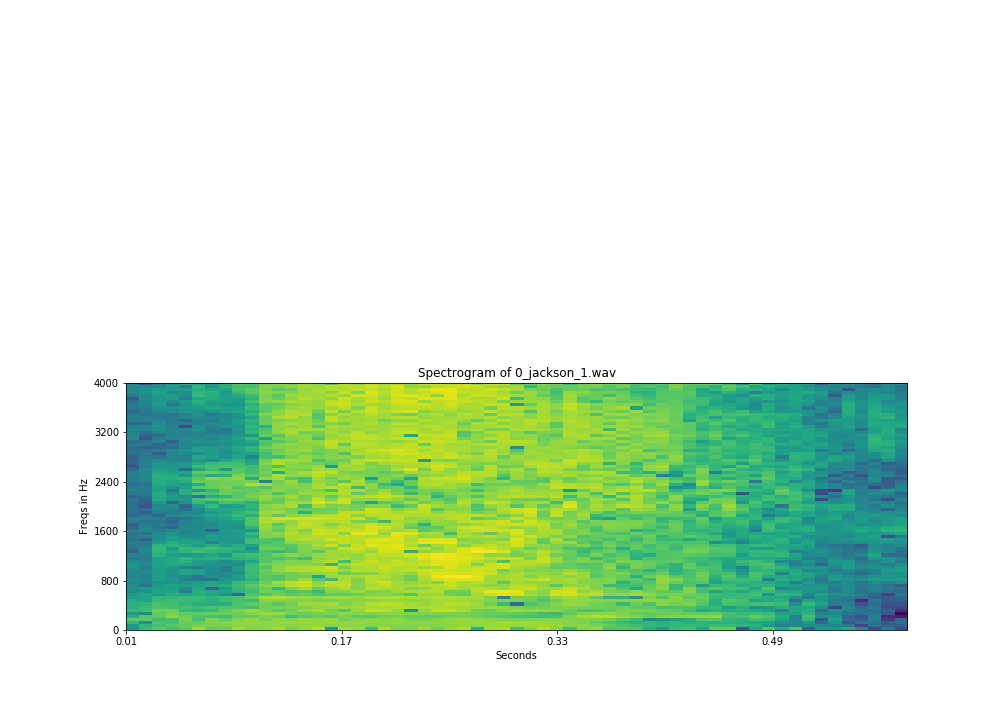 Spectrogram of 0_jackson_1.wav
4000
3200
2400
1600
800
0
Freqs in Hz
0.01 0.17 0.33 0.49
Seconds